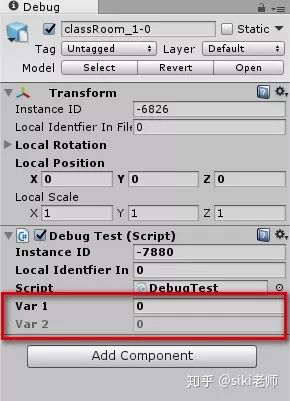 Debug
classRoom_1-0
Static
Tag Untagged Layer Default
Model Select Revert Open
Transform
Instance ID -6826
Local Identfier In File 0
Local Rotation
Local Position
X 0 Y 0 Z 0
Local Scale
X 1 Y 1 Z 1
Debug Test (Script)
Instance ID -7880
Local Identfier In 0
Script DebugTest
Var 1 0
Var 2 0
Add Component
知乎 @siki老师